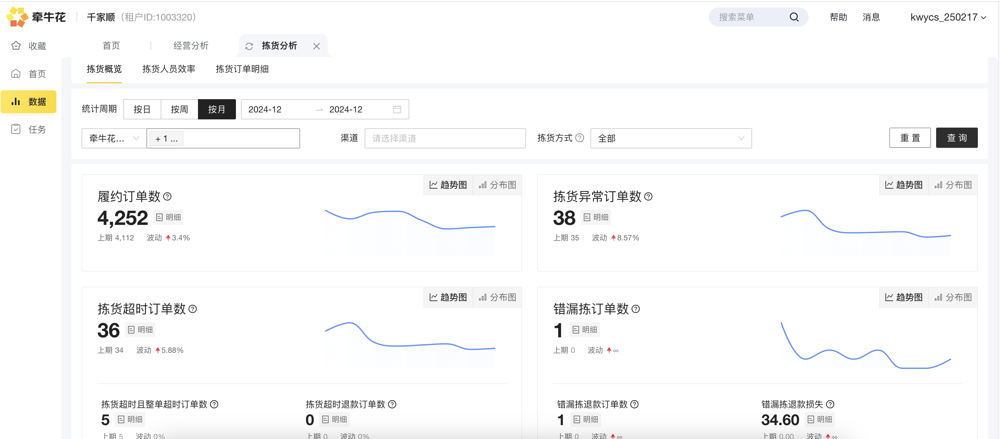 牵牛花 千家顺（租户ID:1003320） 搜索菜单 帮助 消息 kwycs_250217
收藏 首页 经营分析 拣货分析
首页
数据
任务
拣货概览 拣货人员效率 拣货订单明细
统计周期 按日 按周 按月 2024-12 2024-12
牵牛花... + 1 ... 渠道 请选择渠道 拣货方式 全部 重置 查询
趋势图 分布图
履约订单数
4,252 明细
上期 4,112 波动 3.4%
趋势图 分布图
拣货异常订单数
38 明细
上期 35 波动 8.57%
趋势图 分布图
拣货超时订单数
36 明细
上期 34 波动 5.88%
拣货超时且整单超时订单数
5 明细
上期 5 波动 0%
拣货超时退款订单数
0 明细
上期 0 波动 0%
趋势图 分布图
错漏拣订单数
1 明细
上期 0 波动 ∞
错漏拣退款订单数
1 明细
上期 0 波动 ∞
错漏拣退款损失
34.60 明细
上期 0.00 波动 ∞